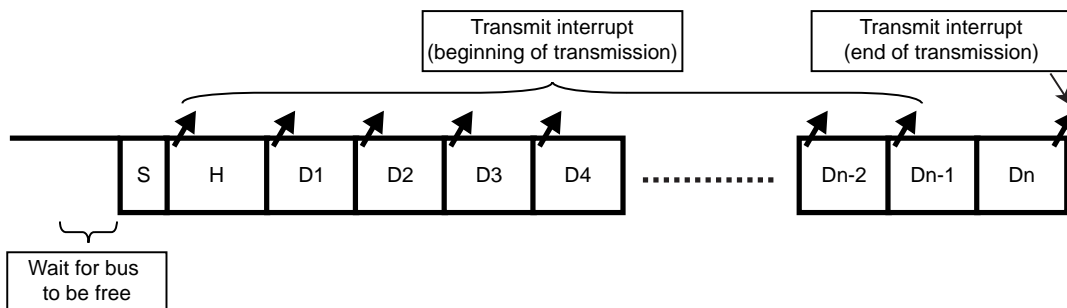 Transmit interrupt
(beginning of transmission)
Transmit interrupt
(end of transmission)
S H D1 D2 D3 D4 Dn-2 Dn-1 Dn
Wait for bus
to be free